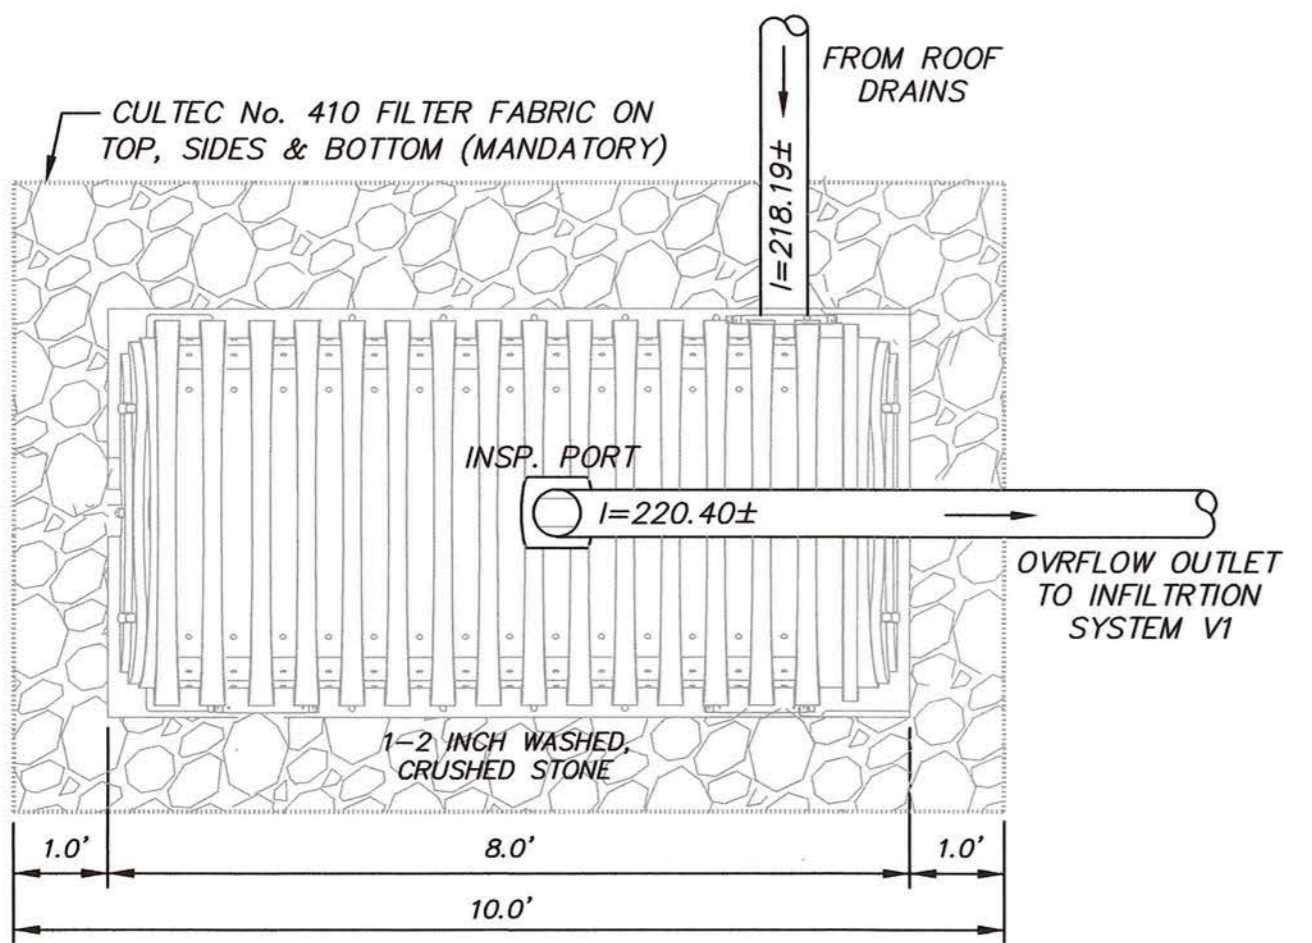 FROM ROOF
DRAINS
CULTEC No. 410 FILTER FABRIC ON
TOP, SIDES & BOTTOM (MANDATORY)
I=218.19±
INSP. PORT
I=220.40±
OVRFLOW OUTLET
TO INFILTRTION
SYSTEM V1
1-2 INCH WASHED,
CRUSHED STONE
1.0'
8.0'
1.0'
10.0'